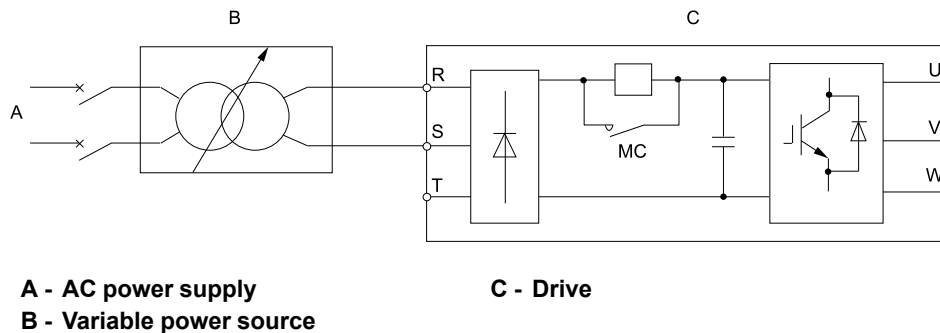 B
C
R
U
A
S
MC
V
T
W
A - AC power supply
C - Drive
B - Variable power source